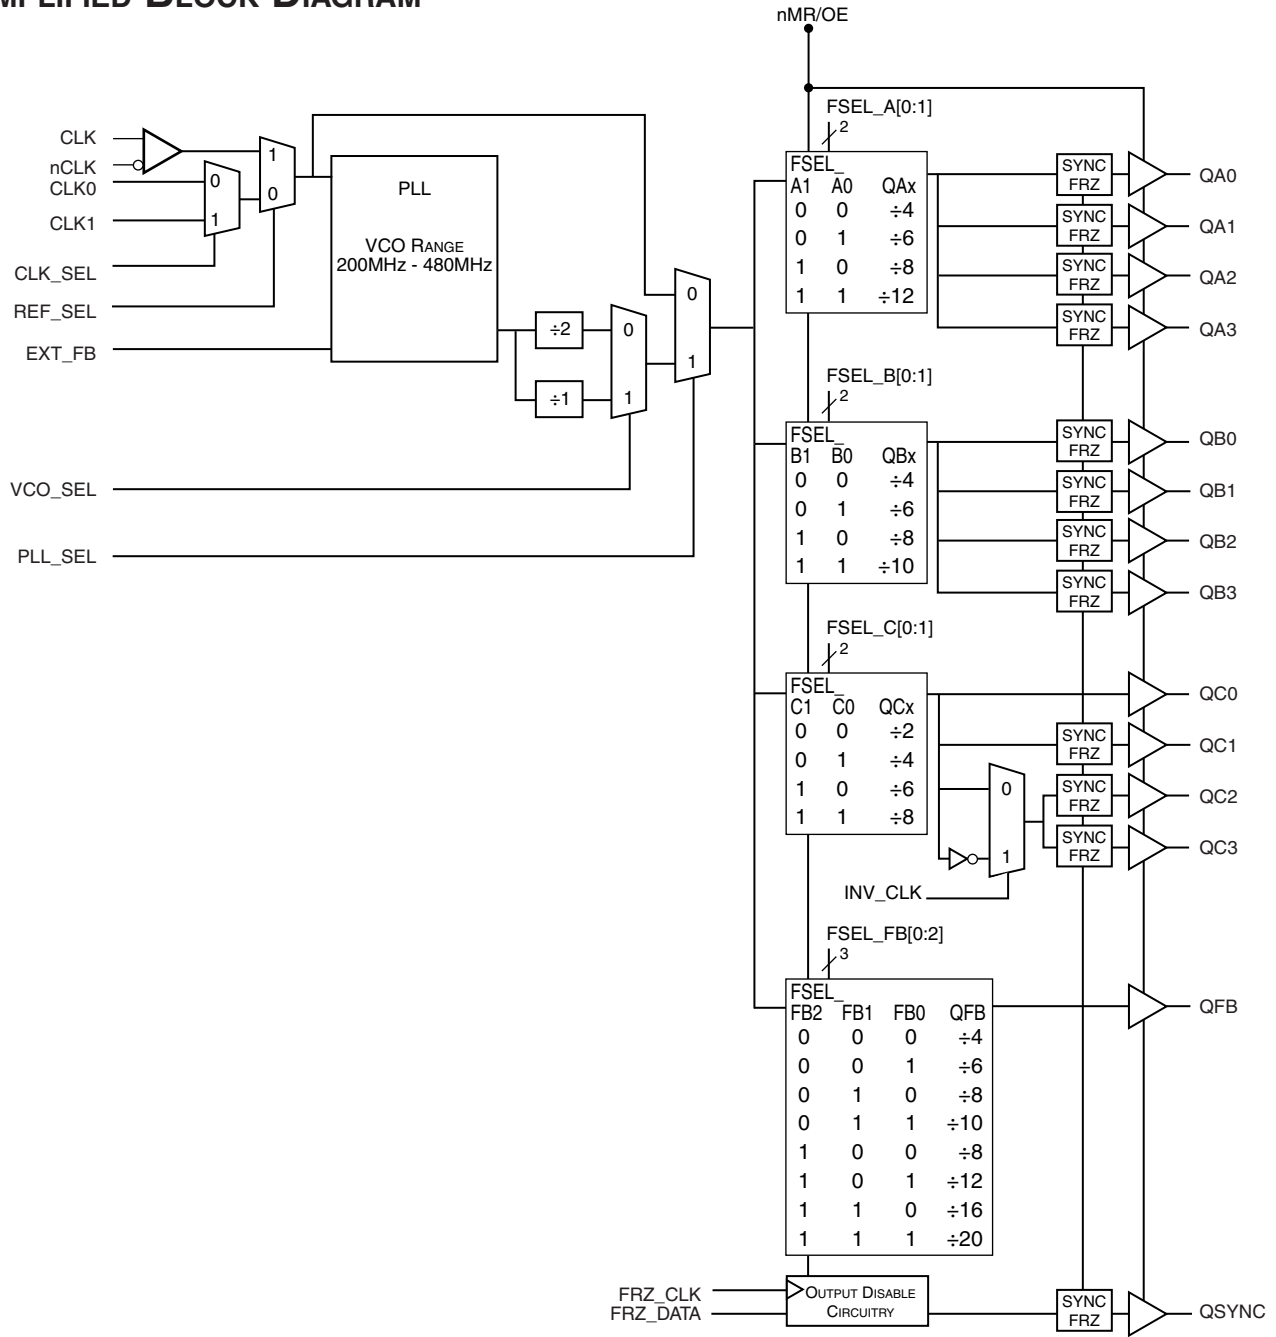 BLOCK DIAGRAM
nMR/OE
CLK
nCLK
CLK0
CLK1
CLK_SEL
REF_SEL
EXT_FB
VCO_SEL
PLL_SEL
0
1
1
0
PLL
VCO RANGE
200MHz - 480MHz
÷2
÷1
0
1
0
1
FSEL_A[0:1]
2
FSEL_
A1 A0 QAx
0 0 ÷4
0 1 ÷6
1 0 ÷8
1 1 ÷12
SYNC
FRZ
QA0
SYNC
FRZ
QA1
SYNC
FRZ
QA2
SYNC
FRZ
QA3
FSEL_B[0:1]
2
FSEL_
B1 B0 QBx
0 0 ÷4
0 1 ÷6
1 0 ÷8
1 1 ÷10
SYNC
FRZ
QB0
SYNC
FRZ
QB1
SYNC
FRZ
QB2
SYNC
FRZ
QB3
FSEL_C[0:1]
2
FSEL_
C1 C0 QCx
0 0 ÷2
0 1 ÷4
1 0 ÷6
1 1 ÷8
QC0
SYNC
FRZ
QC1
0
1
INV_CLK
SYNC
FRZ
QC2
SYNC
FRZ
QC3
FSEL_FB[0:2]
3
FSEL_
FB2 FB1 FB0 QFB
0 0 0 ÷4
0 0 1 ÷6
0 1 0 ÷8
0 1 1 ÷10
1 0 0 ÷8
1 0 1 ÷12
1 1 0 ÷16
1 1 1 ÷20
QFB
FRZ_CLK
FRZ_DATA
OUTPUT DISABLE
CIRCUITRY
SYNC
FRZ
QSYNC